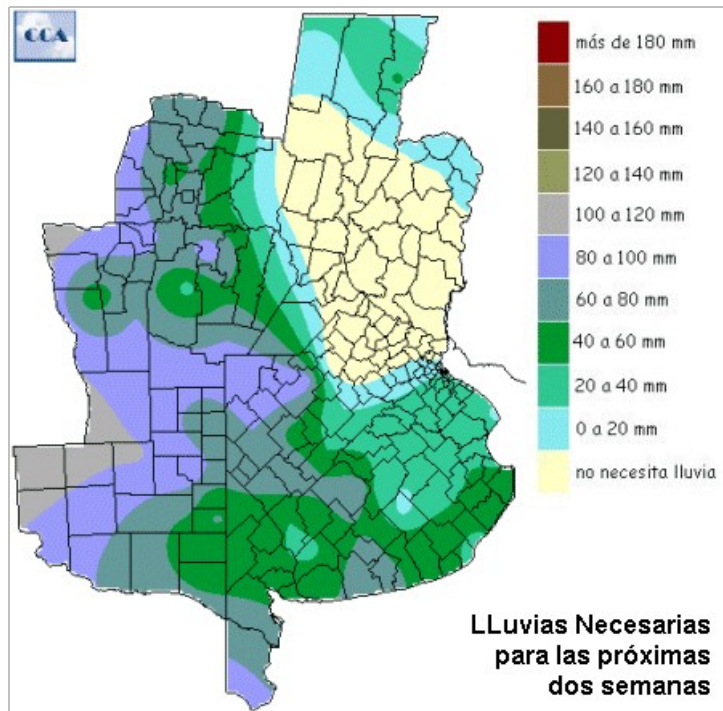 CCA
más de 180 mm
160 a 180 mm
140 a 160 mm
120 a 140 mm
100 a 120 mm
80 a 100 mm
60 a 80 mm
40 a 60 mm
20 a 40 mm
0 a 20 mm
no necesita lluvia
LLuvias Necesarias
para las próximas
dos semanas